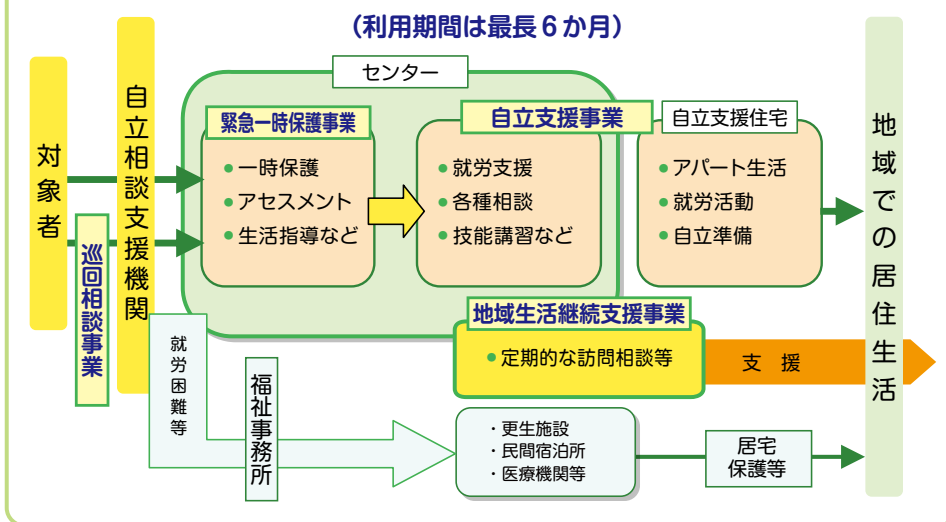 (利用期間は最長6か月)
対象者
巡回相談事業
自立相談支援機関
センター
緊急一時保護事業
●一時保護
●アセスメント
●生活指導など
自立支援事業
●就労支援
●各種相談
●技能講習など
自立支援住宅
●アパート生活
●就労活動
●自立準備
地域生活継続支援事業
●定期的な訪問相談等
支援
就労困難等
福祉事務所
・更生施設
・民間宿泊所
・医療機関等
居宅
保護等
地域での居住生活